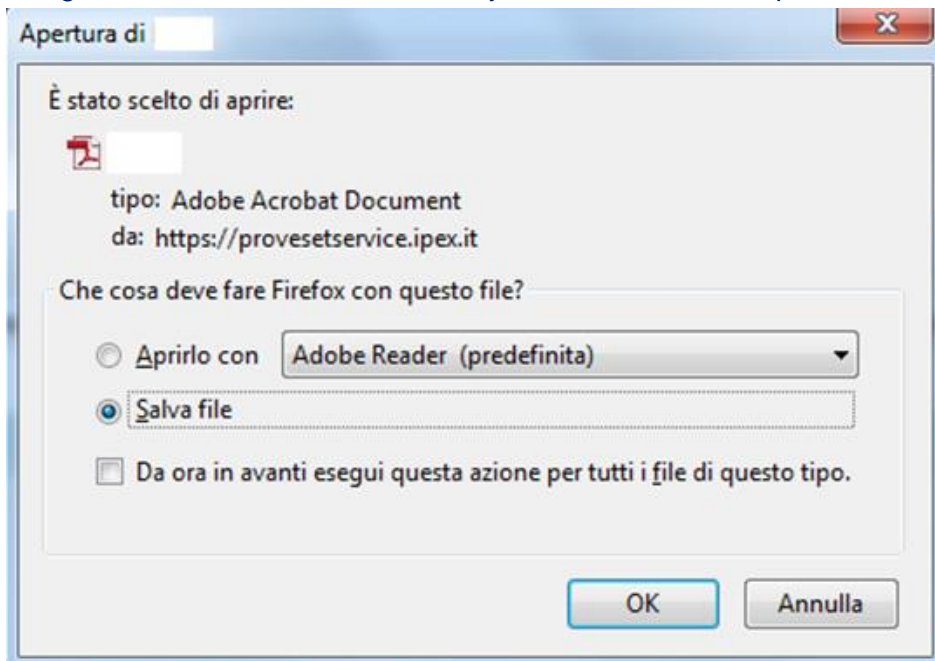 Apertura di
È stato scelto di aprire:
tipo: Adobe Acrobat Document
da: https://provesetservice.ipex.it
Che cosa deve fare Firefox con questo file?
Aprirlo con Adobe Reader (predefinita)
Salva file
Da ora in avanti esegui questa azione per tutti i file di questo tipo.
OK Annulla